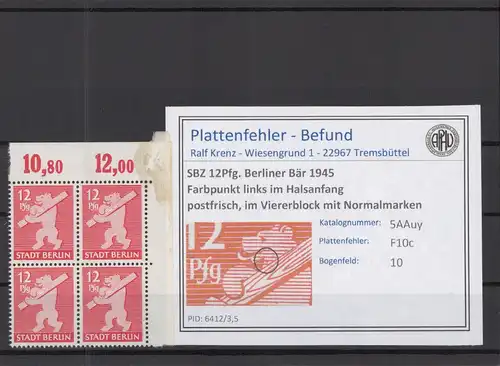 10,80 12,00
12
Pfg
STADT BERLIN
12
Pfg
STADT BERLIN
12
Pfg
STADT BERLIN
12
Pfg
STADT BERLIN
Plattenfehler - Befund
Ralf Krenz - Wiesengrund 1 - 22967 Tremsbüttel
SBZ 12Pfg. Berliner Bär 1945
Farbpunkt links im Halsanfang
postfrisch, im Viererblock mit Normalmarken
12
Pfg
Katalognummer: 5AAuy
Plattenfehler: F10c
Bogenfeld: 10
PID: 6412/3,5